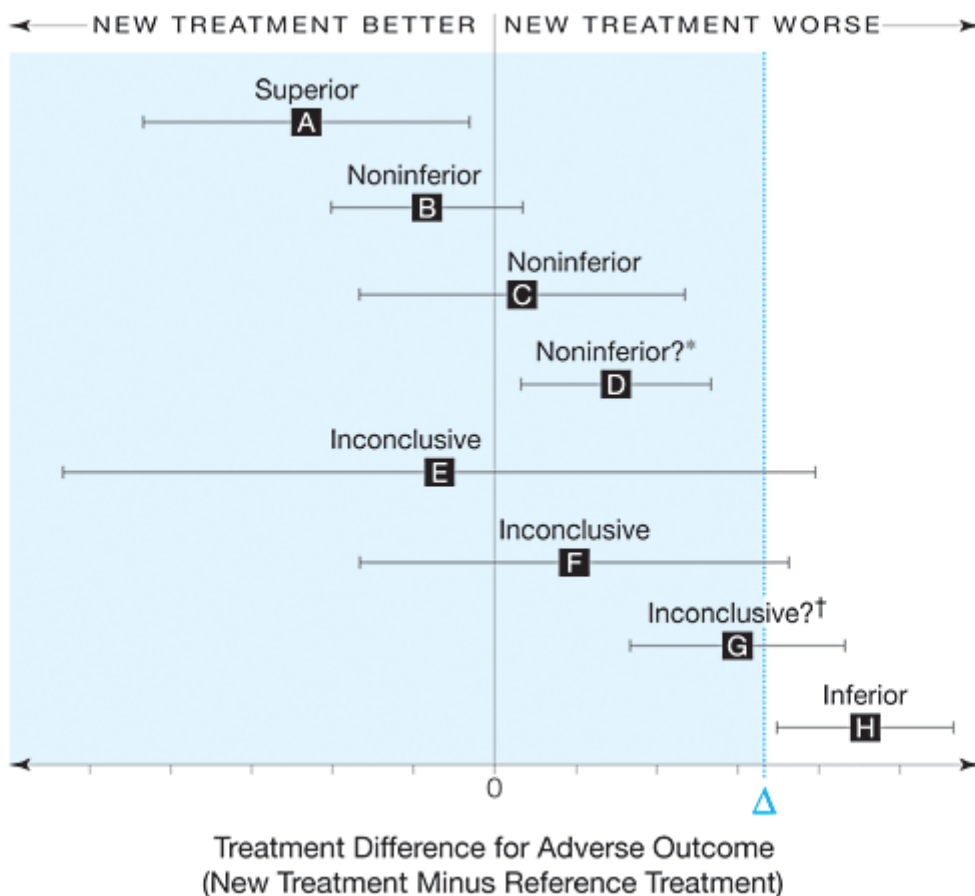 NEW TREATMENT BETTER NEW TREATMENT WORSE
Superior
A
Noninferior
B
Noninferior
C
Noninferior?*
D
Inconclusive
E
Inconclusive
F
Inconclusive?†
G
Inferior
H
0
Δ
Treatment Difference for Adverse Outcome
(New Treatment Minus Reference Treatment)